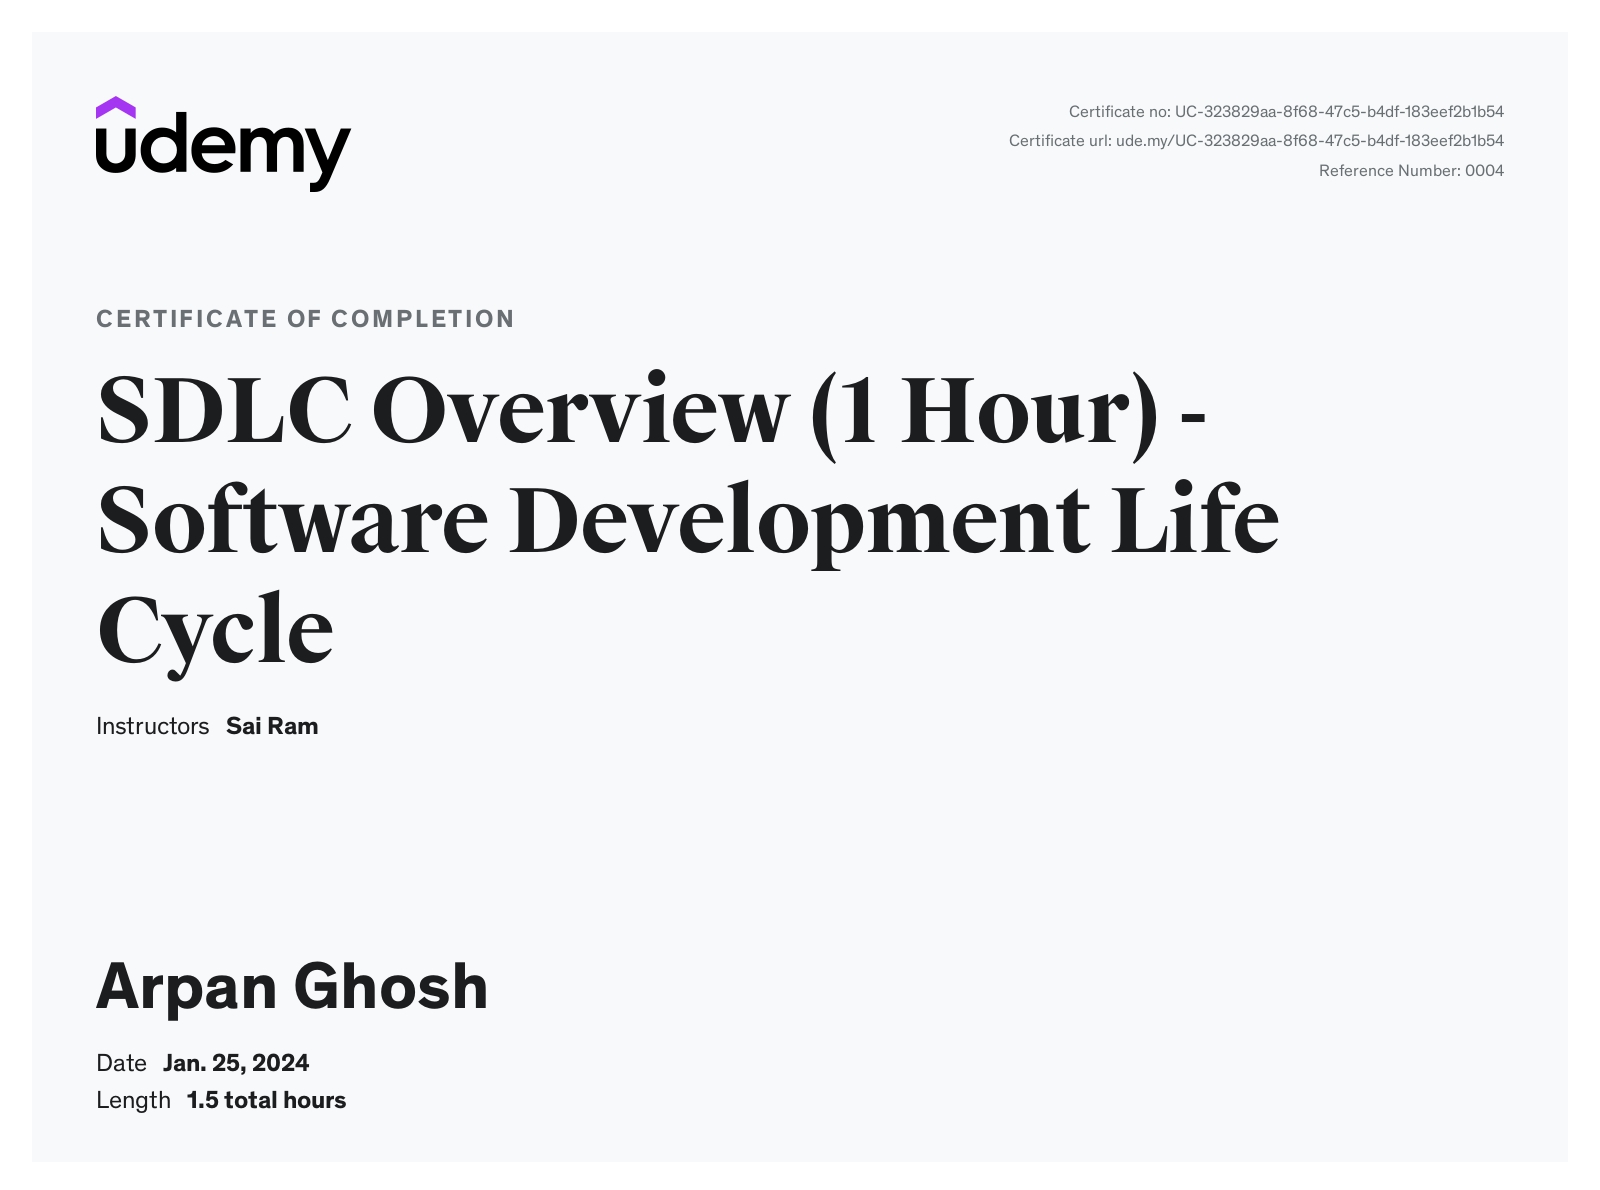 udemy
Certificate no: UC-323829aa-8f68-47c5-b4df-183eef2b1b54
Certificate url: ude.my/UC-323829aa-8f68-47c5-b4df-183eef2b1b54
Reference Number: 0004
CERTIFICATE OF COMPLETION
SDLC Overview (1 Hour) -
Software Development Life
Cycle
Instructors Sai Ram
Arpan Ghosh
Date Jan. 25, 2024
Length 1.5 total hours